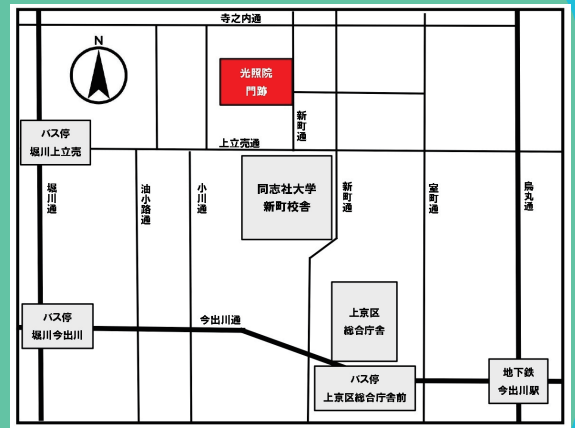 寺之内通
N
光照院
門跡
新町通
バス停
堀川上立売
上立売通
同志社大学
新町校舎
堀川通
油小路通
小川通
新町通
室町通
烏丸通
バス停
堀川今出川
今出川通
上京区
総合庁舎
バス停
上京区総合庁舎前
地下鉄
今出川駅